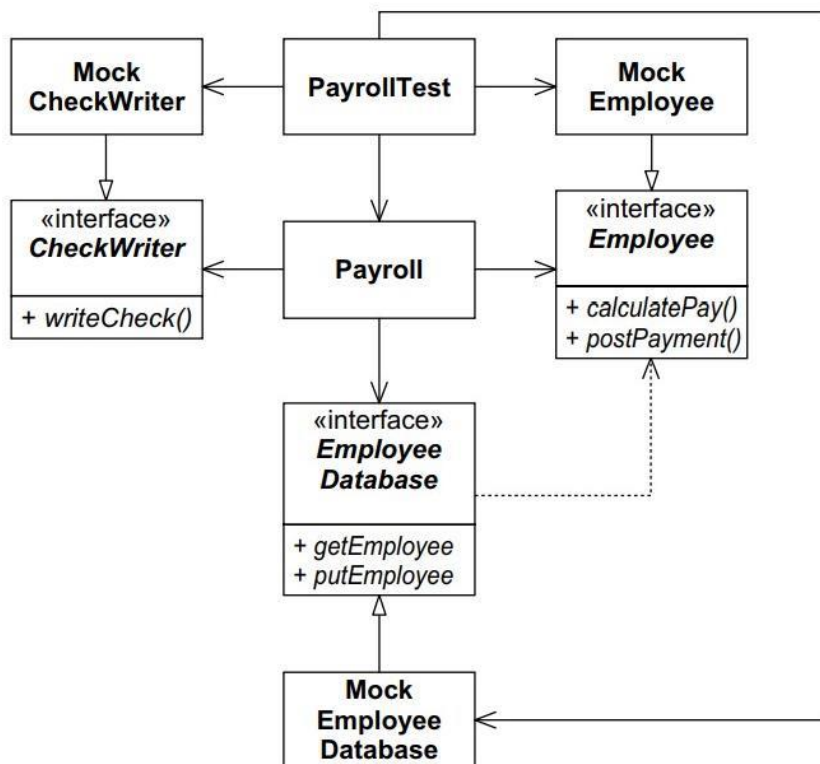 Mock
CheckWriter
PayrollTest
Mock
Employee
«interface»
CheckWriter
+ writeCheck()
Payroll
«interface»
Employee
+ calculatePay()
+ postPayment()
«interface»
Employee
Database
+ getEmployee
+ putEmployee
Mock
Employee
Database